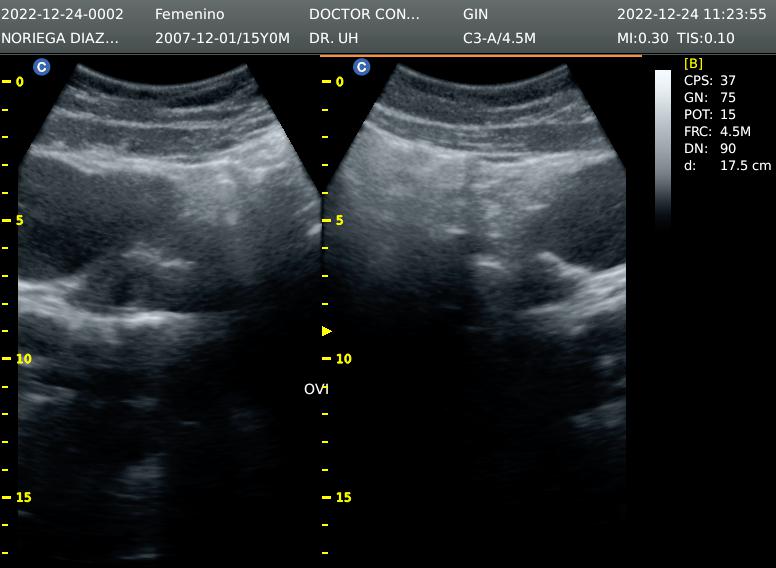 2022-12-24-0002 Femenino DOCTOR CON... GIN 2022-12-24 11:23:55
NORIEGA DIAZ... 2007-12-01/15Y0M DR. UH C3-A/4.5M MI:0.30 TIS:0.10
C C
[B]
CPS: 37
GN: 75
POT: 15
FRC: 4.5M
DN: 90
d: 17.5 cm
0 0
5 5
10 10
OVI
15 15